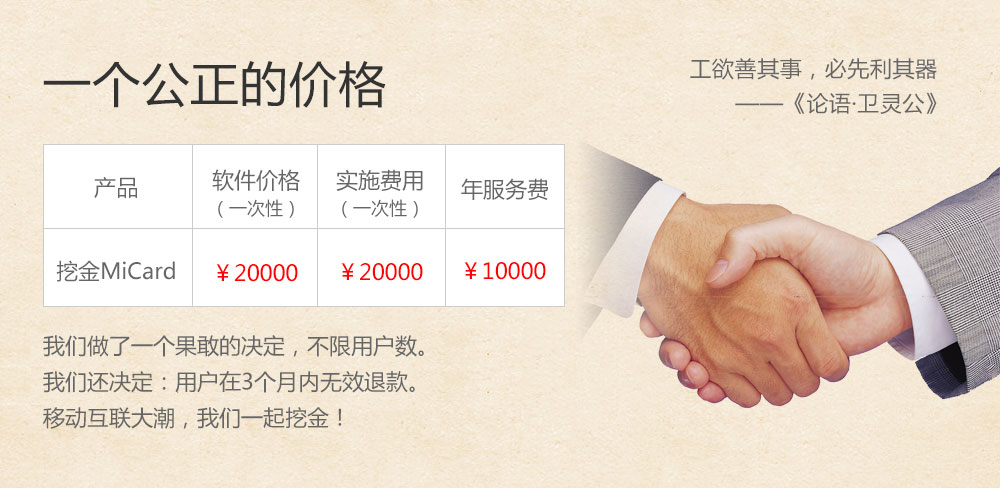 一个公正的价格
工欲善其事，必先利其器
——《论语·卫灵公》
产品 软件价格（一次性） 实施费用（一次性） 年服务费
挖金MiCard ￥20000 ￥20000 ￥10000
我们做了一个果敢的决定，不限用户数。
我们还决定：用户在3个月内无效退款。
移动互联大潮，我们一起挖金！